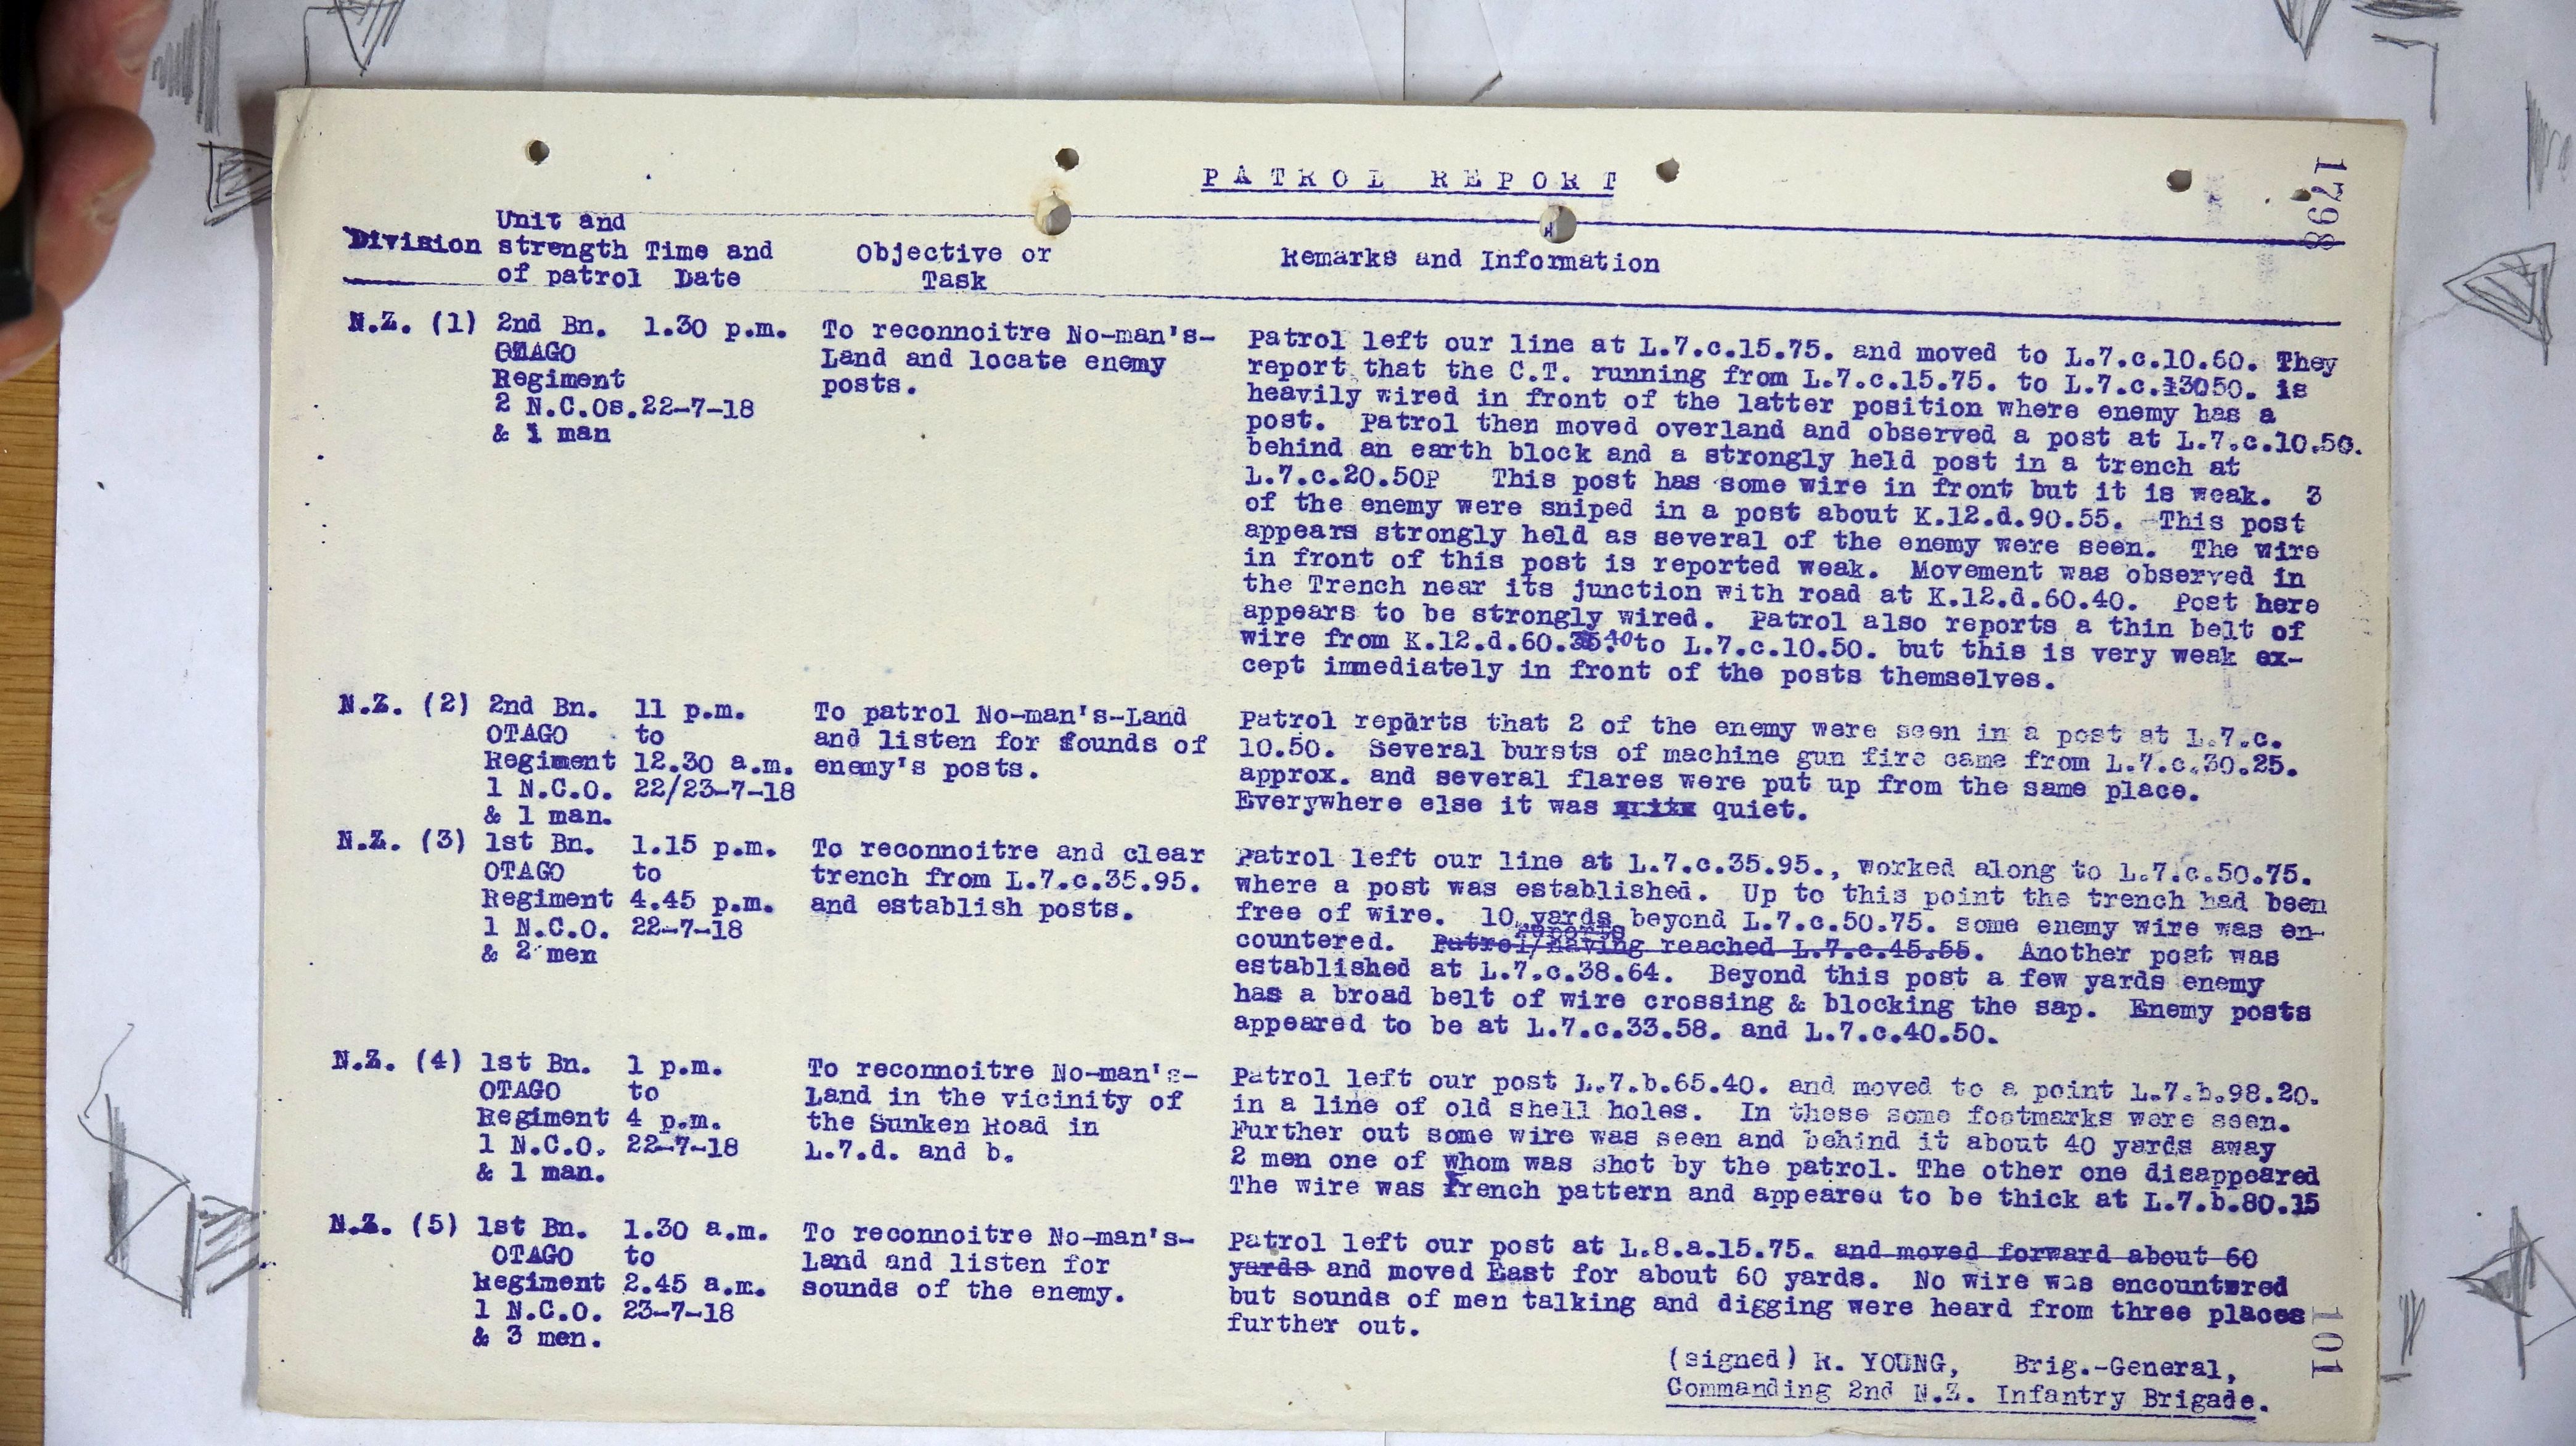 PATROL REPORT
1798
Division Unit and strength of patrol Time and Date Objective or Task Remarks and Information
N.Z. (1) 2nd Bn. 1.30 p.m.
OTAGO
Regiment
2 N.C.Os. 22-7-18
& 1 man
To reconnoitre No-man's-
Land and locate enemy
posts.
Patrol left our line at L.7.c.15.75. and moved to L.7.c.10.60. They
report that the C.T. running from L.7.c.15.75. to L.7.c.13050. is
heavily wired in front of the latter position where enemy has a
post. Patrol then moved overland and observed a post at L.7.c.10.50.
behind an earth block and a strongly held post in a trench at
L.7.c.20.50P This post has some wire in front but it is weak. 3
of the enemy were sniped in a post about K.12.d.90.55. This post
appears strongly held as several of the enemy were seen. The wire
in front of this post is reported weak. Movement was observed in
the Trench near its junction with road at K.12.d.60.40. Post here
appears to be strongly wired. Patrol also reports a thin belt of
wire from K.12.d.60.35.40 to L.7.c.10.50. but this is very weak ex-
cept immediately in front of the posts themselves.
N.Z. (2) 2nd Bn. 11 p.m.
OTAGO to
Regiment 12.30 a.m.
1 N.C.O. 22/23-7-18
& 1 man.
To patrol No-man's-Land
and listen for sounds of
enemy's posts.
Patrol reports that 2 of the enemy were seen in a post at L.7.c.
10.50. Several bursts of machine gun fire came from L.7.c.30.25.
approx. and several flares were put up from the same place.
Everywhere else it was quiet.
N.Z. (3) 1st Bn. 1.15 p.m.
OTAGO to
Regiment 4.45 p.m.
1 N.C.O. 22-7-18
& 2 men
To reconnoitre and clear
trench from L.7.c.35.95.
and establish posts.
Patrol left our line at L.7.c.35.95., worked along to L.7.c.50.75.
where a post was established. Up to this point the trench had been
free of wire. 10 yards beyond L.7.c.50.75. some enemy wire was en-
reports
countered. Patrol/having reached L.7.c.45.55. Another post was
established at L.7.c.38.64. Beyond this post a few yards enemy
has a broad belt of wire crossing & blocking the sap. Enemy posts
appeared to be at L.7.c.33.58. and L.7.c.40.50.
N.Z. (4) 1st Bn. 1 p.m.
OTAGO to
Regiment 4 p.m.
1 N.C.O. 22-7-18
& 1 man.
To reconnoitre No-man's-
Land in the vicinity of
the Sunken Road in
L.7.d. and b.
Patrol left our post L.7.b.65.40. and moved to a point L.7.b.98.20.
in a line of old shell holes. In these some footmarks were seen.
Further out some wire was seen and behind it about 40 yards away
2 men one of whom was shot by the patrol. The other one disappeared
The wire was French pattern and appeared to be thick at L.7.b.80.15
N.Z. (5) 1st Bn. 1.30 a.m.
OTAGO to
Regiment 2.45 a.m.
1 N.C.O. 23-7-18
& 3 men.
To reconnoitre No-man's-
Land and listen for
sounds of the enemy.
Patrol left our post at L.8.a.15.75. and moved forward about 60
yards and moved East for about 60 yards. No wire was encountered
but sounds of men talking and digging were heard from three places
further out.
101
(signed) R. YOUNG, Brig.-General,
Commanding 2nd N.Z. Infantry Brigade.